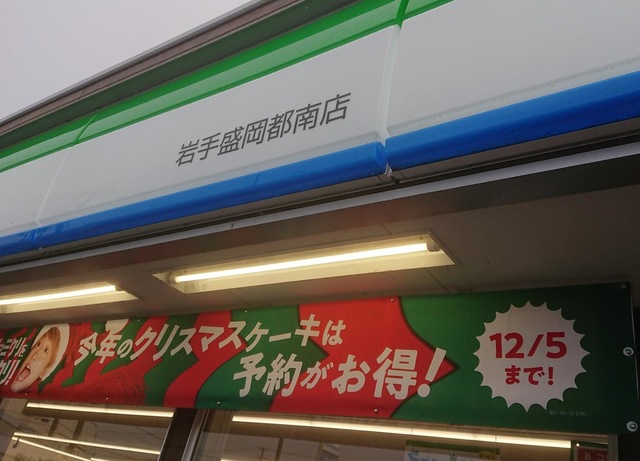 岩手盛岡都南店
今年のクリスマスケーキは
予約がお得!
12/5
まで!